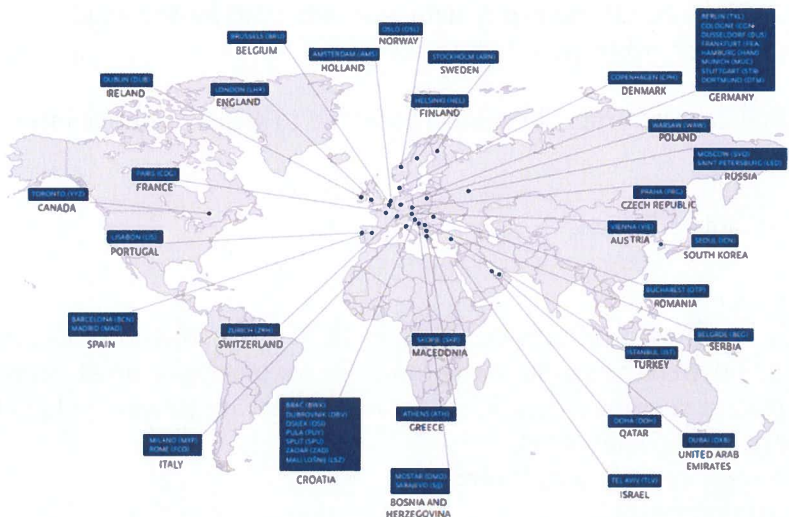 OSLO (OSL)
NORWAY
BRUSSELS (BRU)
BELGIUM
AMSTERDAM (AMS)
HOLLAND
STOCKHOLM (ARN)
SWEDEN
BERLIN (TXL)
COLOGNE (CGN)
DUSSELDORF (DUS)
FRANKFURT (FRA)
HAMBURG (HAM)
MUNICH (MUC)
STUTTGART (STR)
DORTMUND (DTM)
GERMANY
DUBLIN (DUB)
IRELAND
LONDON (LHR)
ENGLAND
HELSINKI (HEL)
FINLAND
COPENHAGEN (CPH)
DENMARK
WARSAW (WAW)
POLAND
MOSCOW (SVO)
SAINT PETERSBURG (LED)
RUSSIA
PARIS (CDG)
FRANCE
TORONTO (YYZ)
CANADA
PRAHA (PRG)
CZECH REPUBLIC
LISABON (LIS)
PORTUGAL
VIENNA (VIE)
AUSTRIA
SEOUL (ICN)
SOUTH KOREA
BUCHAREST (OTP)
ROMANIA
BARCELONA (BCN)
MADRID (MAD)
SPAIN
ZURICH (ZRH)
SWITZERLAND
SKOPJE (SKP)
MACEDONIA
BELGRDE (BEG)
SERBIA
ISTANBUL (IST)
TURKEY
BRAC (BWK)
DUBROVNIK (DBV)
OSIJEK (OSI)
PULA (PUY)
SPLIT (SPU)
ZADAR (ZAD)
MALI LOŠINJ (LSZ)
CROATIA
ATHENS (ATH)
GREECE
DOHA (DOH)
QATAR
MILANO (MXP)
ROME (FCO)
ITALY
DUBAI (DXB)
UNITED ARAB
EMIRATES
MOSTAR (OMO)
SARAJEVO (SJJ)
BOSNIA AND
HERZEGOVINA
TEL AVIV (TLV)
ISRAEL